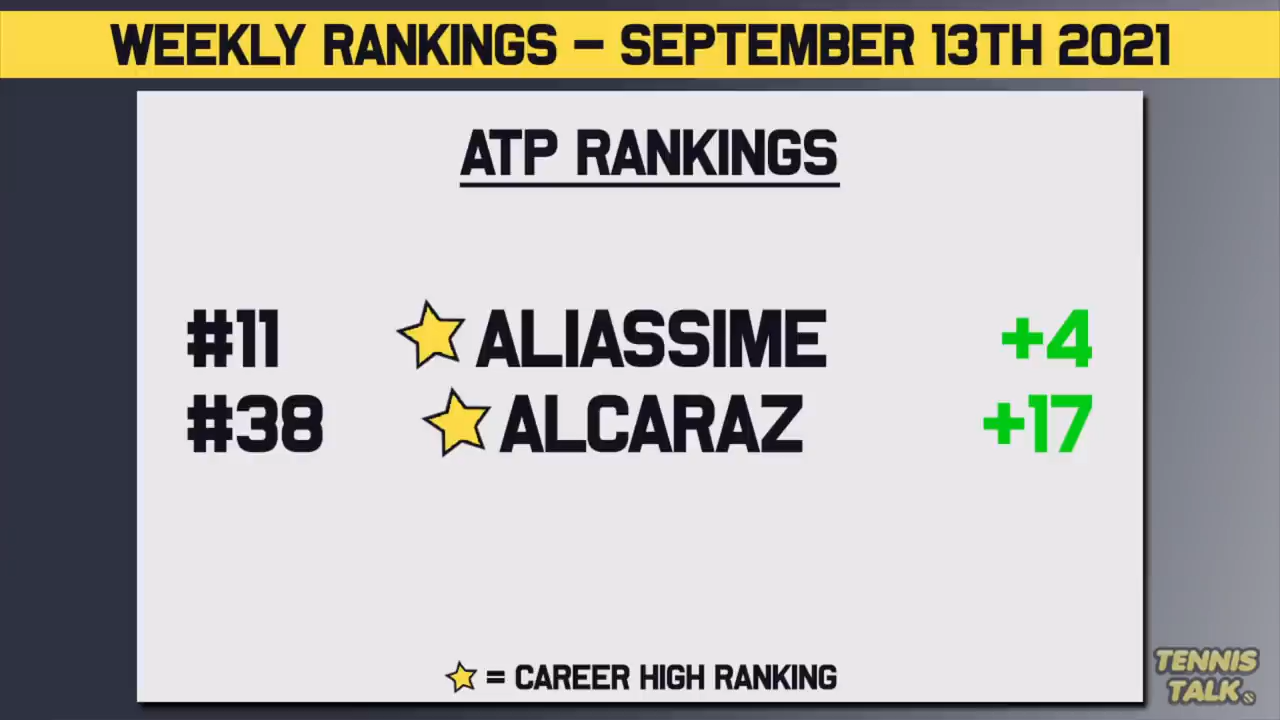 WEEKLY RANKINGS – SEPTEMBER 13TH 2021
ATP RANKINGS
#11 ALIASSIME +4
#38 ALCARAZ +17
= CAREER HIGH RANKING
TENNIS
TALK